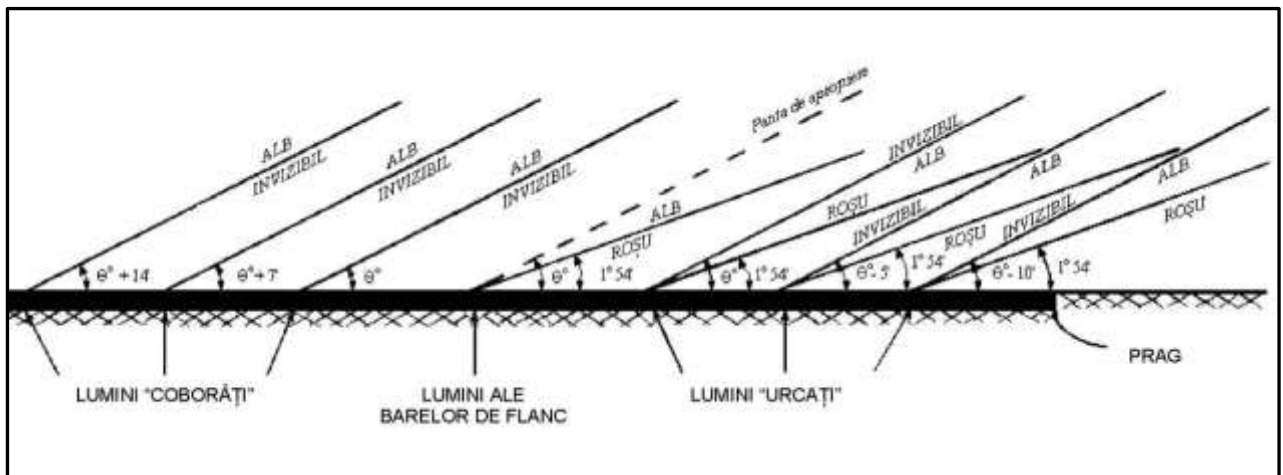 Panta de apropiere
ALB
INVIZIBIL
ALB
INVIZIBIL
ALB
INVIZIBIL
ALB
ROȘU
INVIZIBIL
ALB
ROȘU
ALB
INVIZIBIL
ROȘU
ALB
INVIZIBIL
ROȘU
Θ° +14'
Θ°+7'
Θ°
Θ°
1° 54'
Θ°
1° 54'
Θ°- 5'
1° 54'
Θ°- 10'
1° 54'
LUMINI "COBORÂȚI"
LUMINI ALE
BARELOR DE FLANC
LUMINI "URCAȚI"
PRAG